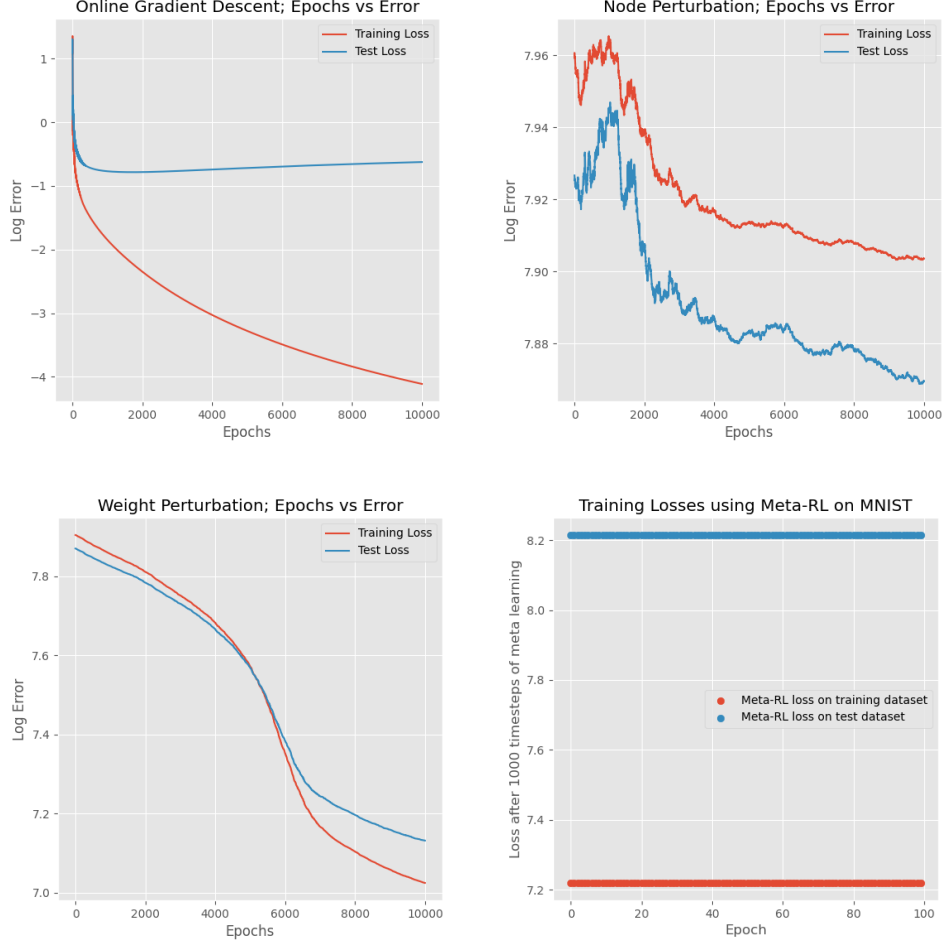 Online Gradient Descent; Epochs vs Error
Training Loss
Test Loss
1
0
−1
−2
−3
−4
Log Error
0 2000 4000 6000 8000 10000
Epochs
Node Perturbation; Epochs vs Error
Training Loss
Test Loss
7.96
7.94
7.92
7.90
7.88
Log Error
0 2000 4000 6000 8000 10000
Epochs
Weight Perturbation; Epochs vs Error
Training Loss
Test Loss
7.8
7.6
7.4
7.2
7.0
Log Error
0 2000 4000 6000 8000 10000
Epochs
Training Losses using Meta-RL on MNIST
8.2
8.0
7.8
7.6
7.4
7.2
Loss after 1000 timesteps of meta learning
Meta-RL loss on training dataset
Meta-RL loss on test dataset
0 20 40 60 80 100
Epoch